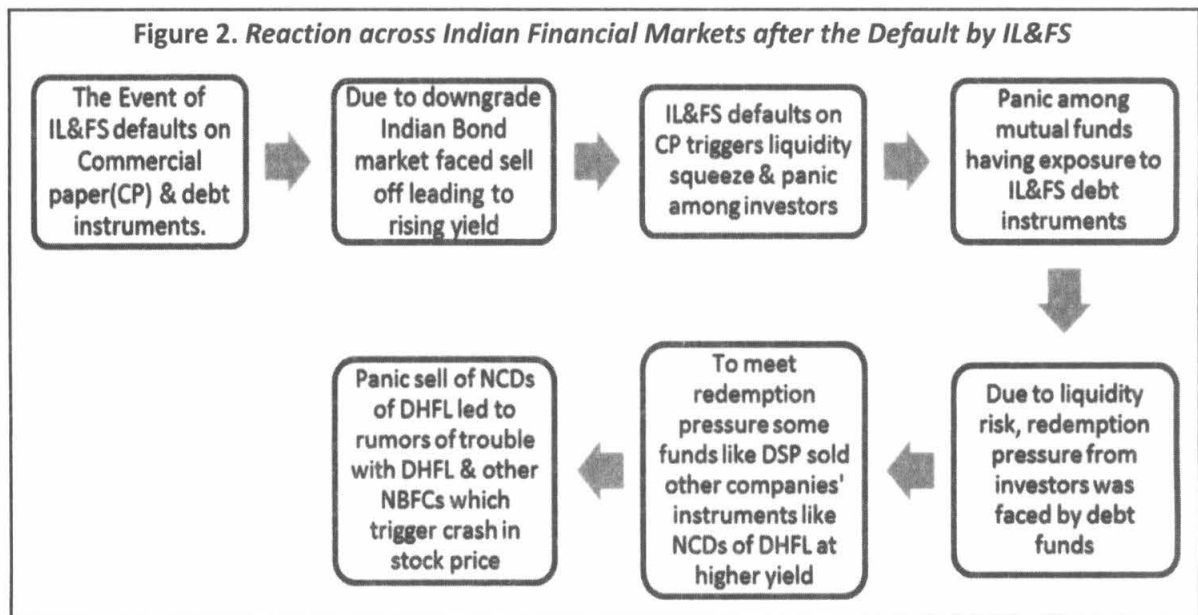 Figure 2. Reaction across Indian Financial Markets after the Default by IL&FS
The Event of
IL&FS defaults on
Commercial
paper(CP) & debt
instruments.
Due to downgrade
Indian Bond
market faced sell
off leading to
rising yield
IL&FS defaults on
CP triggers liquidity
squeeze & panic
among investors
Panic among
mutual funds
having exposure to
IL&FS debt
instruments
Due to liquidity
risk, redemption
pressure from
investors was
faced by debt
funds
To meet
redemption
pressure some
funds like DSP sold
other companies'
instruments like
NCDs of DHFL at
higher yield
Panic sell of NCDs
of DHFL led to
rumors of trouble
with DHFL & other
NBFCs which
trigger crash in
stock price